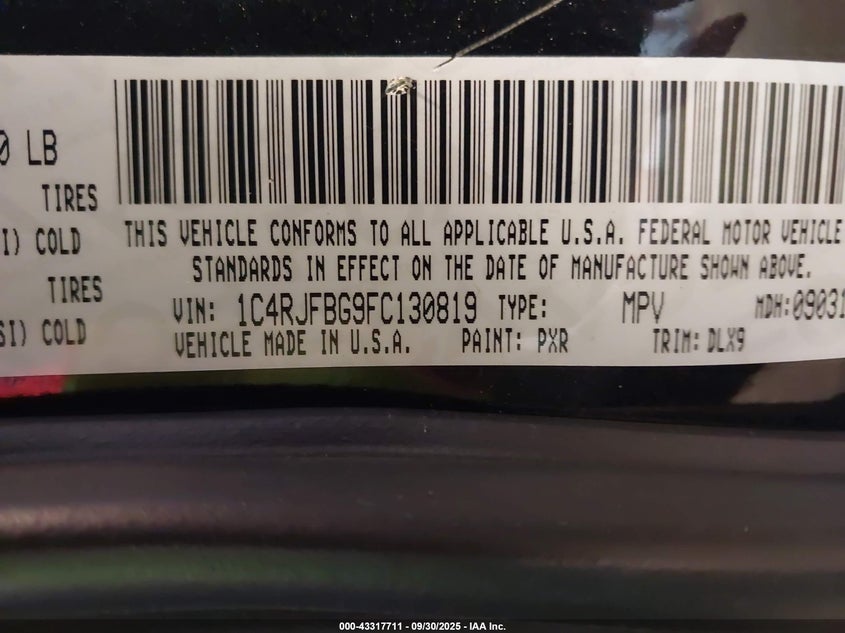 0 LB
TIRES
I) COLD
TIRES
SI) COLD
THIS VEHICLE CONFORMS TO ALL APPLICABLE U.S.A. FEDERAL MOTOR VEHICLE
STANDARDS IN EFFECT ON THE DATE OF MANUFACTURE SHOWN ABOVE.
VIN: 1C4RJFBG9FC130819 TYPE: MPV MDH:09031
VEHICLE MADE IN U.S.A. PAINT: PXR TRIM: DLX9
000-43317711 - 09/30/2025 - IAA Inc.